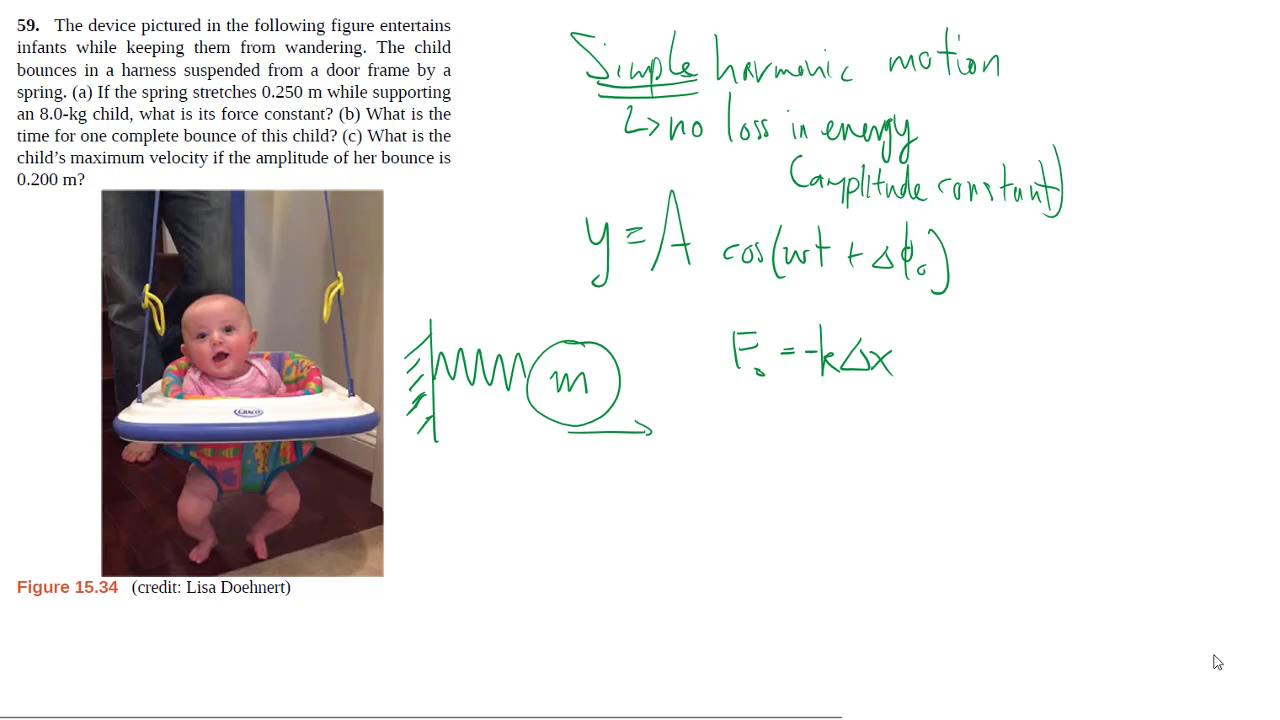 59. The device pictured in the following figure entertains
infants while keeping them from wandering. The child
bounces in a harness suspended from a door frame by a
spring. (a) If the spring stretches 0.250 m while supporting
an 8.0-kg child, what is its force constant? (b) What is the
time for one complete bounce of this child? (c) What is the
child's maximum velocity if the amplitude of her bounce is
0.200 m?
GRACO
Figure 15.34 (credit: Lisa Doehnert)
Simple harmonic motion
↳ no loss in energy
(amplitude constant)
y = A cos(wt + Δϕ₀)
F = -kΔx
m